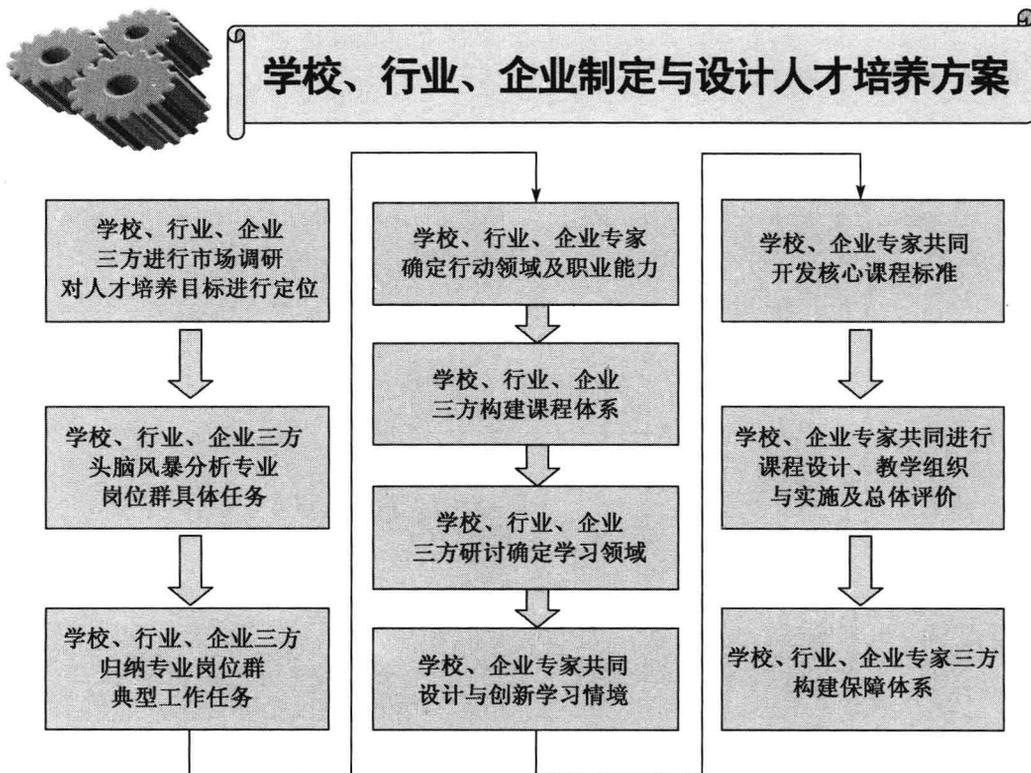 学校、行业、企业制定与设计人才培养方案
学校、行业、企业
三方进行市场调研
对人才培养目标进行定位
学校、行业、企业三方
头脑风暴分析专业
岗位群具体任务
学校、行业、企业三方
归纳专业岗位群
典型工作任务
学校、行业、企业专家
确定行动领域及职业能力
学校、行业、企业
三方构建课程体系
学校、行业、企业
三方研讨确定学习领域
学校、企业专家共同
设计与创新学习情境
学校、企业专家共同
开发核心课程标准
学校、企业专家共同进行
课程设计、教学组织
与实施及总体评价
学校、行业、企业专家三方
构建保障体系